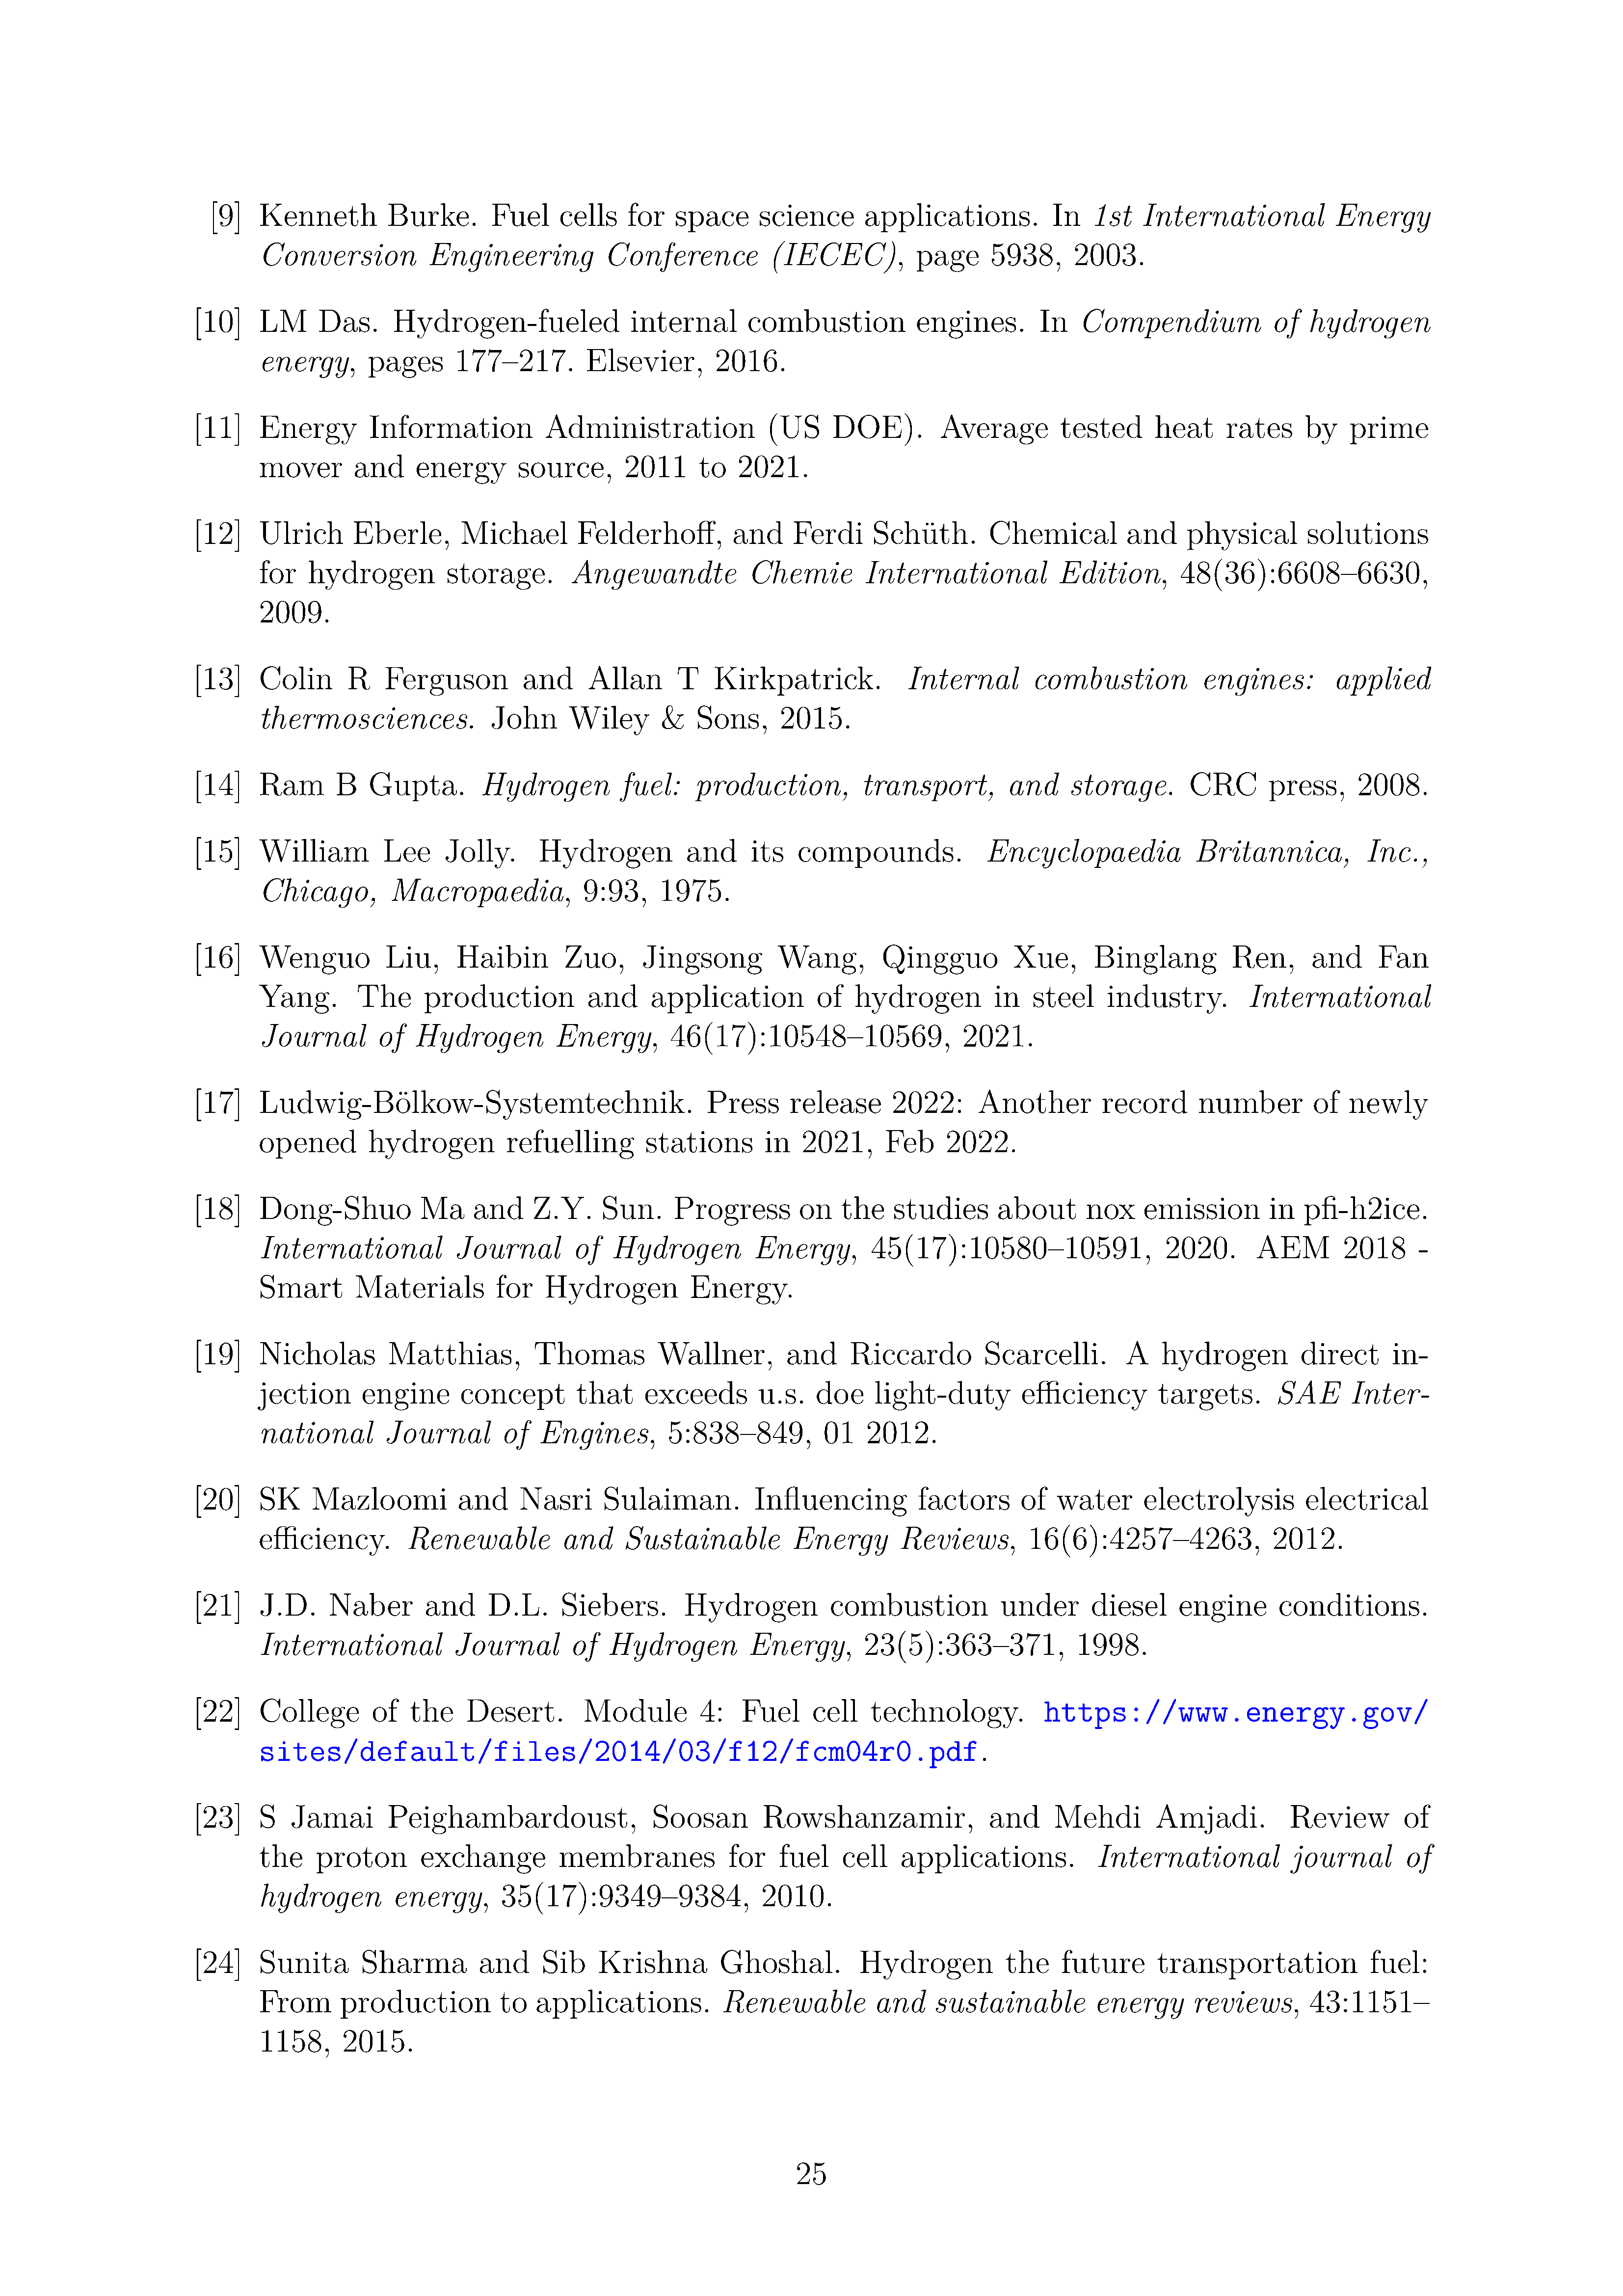 [9] Kenneth Burke. Fuel cells for space science applications. In 1st International Energy
Conversion Engineering Conference (IECEC), page 5938, 2003.
[10] LM Das. Hydrogen-fueled internal combustion engines. In Compendium of hydrogen
energy, pages 177–217. Elsevier, 2016.
[11] Energy Information Administration (US DOE). Average tested heat rates by prime
mover and energy source, 2011 to 2021.
[12] Ulrich Eberle, Michael Felderhoff, and Ferdi Schüth. Chemical and physical solutions
for hydrogen storage. Angewandte Chemie International Edition, 48(36):6608–6630,
2009.
[13] Colin R Ferguson and Allan T Kirkpatrick. Internal combustion engines: applied
thermosciences. John Wiley & Sons, 2015.
[14] Ram B Gupta. Hydrogen fuel: production, transport, and storage. CRC press, 2008.
[15] William Lee Jolly. Hydrogen and its compounds. Encyclopaedia Britannica, Inc.,
Chicago, Macropaedia, 9:93, 1975.
[16] Wenguo Liu, Haibin Zuo, Jingsong Wang, Qingguo Xue, Binglang Ren, and Fan
Yang. The production and application of hydrogen in steel industry. International
Journal of Hydrogen Energy, 46(17):10548–10569, 2021.
[17] Ludwig-Bölkow-Systemtechnik. Press release 2022: Another record number of newly
opened hydrogen refuelling stations in 2021, Feb 2022.
[18] Dong-Shuo Ma and Z.Y. Sun. Progress on the studies about nox emission in pfi-h2ice.
International Journal of Hydrogen Energy, 45(17):10580–10591, 2020. AEM 2018 -
Smart Materials for Hydrogen Energy.
[19] Nicholas Matthias, Thomas Wallner, and Riccardo Scarcelli. A hydrogen direct in-
jection engine concept that exceeds u.s. doe light-duty efficiency targets. SAE Inter-
national Journal of Engines, 5:838–849, 01 2012.
[20] SK Mazloomi and Nasri Sulaiman. Influencing factors of water electrolysis electrical
efficiency. Renewable and Sustainable Energy Reviews, 16(6):4257–4263, 2012.
[21] J.D. Naber and D.L. Siebers. Hydrogen combustion under diesel engine conditions.
International Journal of Hydrogen Energy, 23(5):363–371, 1998.
[22] College of the Desert. Module 4: Fuel cell technology. https://www.energy.gov/
sites/default/files/2014/03/f12/fcm04r0.pdf.
[23] S Jamai Peighambardoust, Soosan Rowshanzamir, and Mehdi Amjadi. Review of
the proton exchange membranes for fuel cell applications. International journal of
hydrogen energy, 35(17):9349–9384, 2010.
[24] Sunita Sharma and Sib Krishna Ghoshal. Hydrogen the future transportation fuel:
From production to applications. Renewable and sustainable energy reviews, 43:1151–
1158, 2015.
25